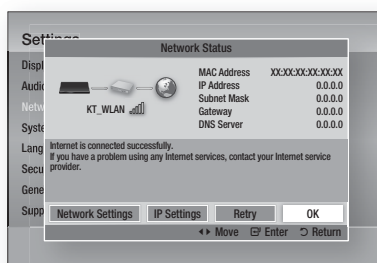 Settings
Network Status
Displ
Audio
Netw
Syste
Lang
Secu
Gene
Supp
KT_WLAN
MAC Address XX:XX:XX:XX:XX:XX
IP Address 0.0.0.0
Subnet Mask 0.0.0.0
Gateway 0.0.0.0
DNS Server 0.0.0.0
Internet is connected successfully.
If you have a problem using any Internet services, contact your Internet service
provider.
Network Settings IP Settings Retry OK
Move Enter Return